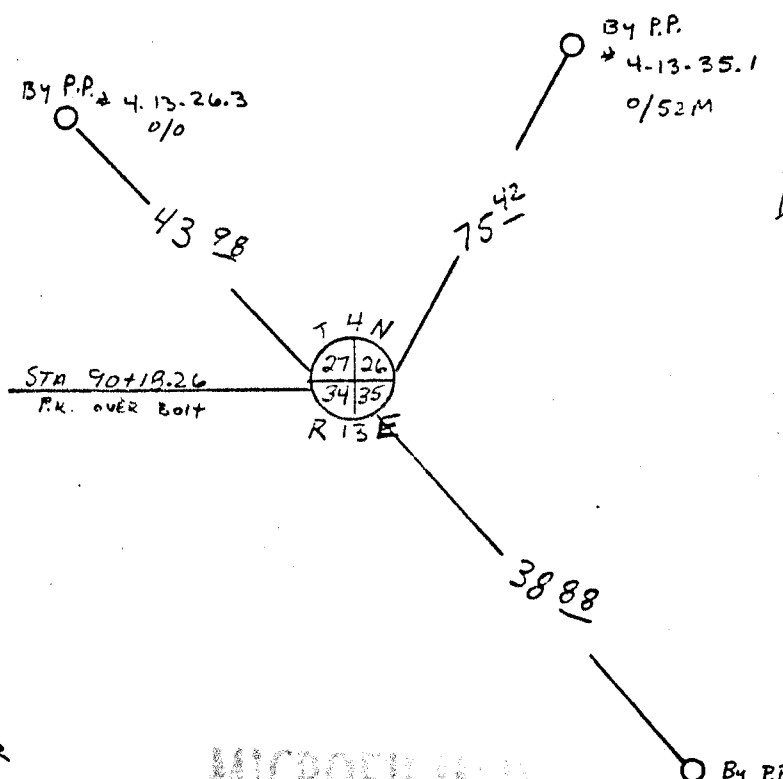 By P.P.
# 4-13-35.1
0/52M
By P.P. # 4.13.26.3
0/0
43 98
75 42
T 4 N
27 26
34 35
R 13 E
STA 90+18.26
P.K. OVER BOLT
38 88
By P.P.